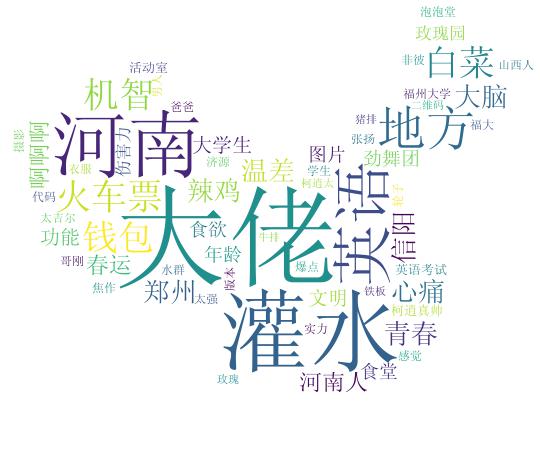 泡泡堂
玫瑰园
非彼
白菜
山西人
活动室
机智
男人
福州大学
大脑
二维码
爸爸
猪排
地方
福大
河南
伤害力
大学生
张扬
摄影
啊啊啊
衣服
济源
图片
劲舞团
代码
火车票
辣鸡
温差
学生
柯逍太
英语
轮子
太吉尔
钱包
大佬
食欲
信阳
功能
年龄
牛排
哥刚
春运
水群
版本
爆点
英语考试
焦作
郑州
太强
灌水
文明
铁板
心痛
柯逍真帅
实力
青春
感觉
玫瑰
河南人
食堂